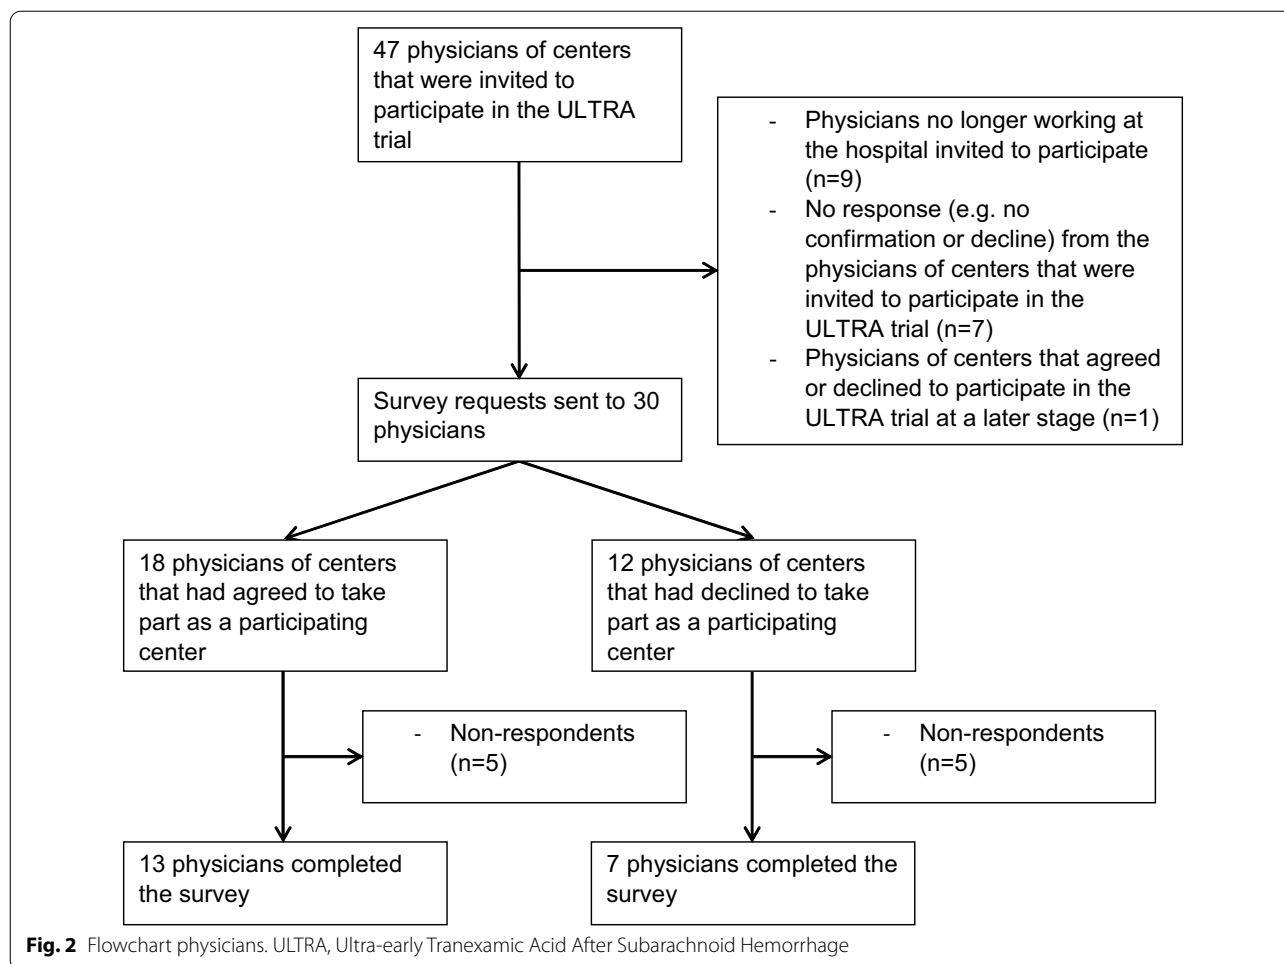 47 physicians of centers
that were invited to
participate in the ULTRA
trial
- Physicians no longer working at
the hospital invited to participate
(n=9)
- No response (e.g. no
confirmation or decline) from the
physicians of centers that were
invited to participate in the
ULTRA trial (n=7)
- Physicians of centers that agreed
or declined to participate in the
ULTRA trial at a later stage (n=1)
Survey requests sent to 30
physicians
18 physicians of centers
that had agreed to take
part as a participating
center
12 physicians of centers
that had declined to take
part as a participating
center
- Non-respondents
(n=5)
- Non-respondents
(n=5)
13 physicians completed
the survey
7 physicians completed the
survey
Fig. 2 Flowchart physicians. ULTRA, Ultra-early Tranexamic Acid After Subarachnoid Hemorrhage